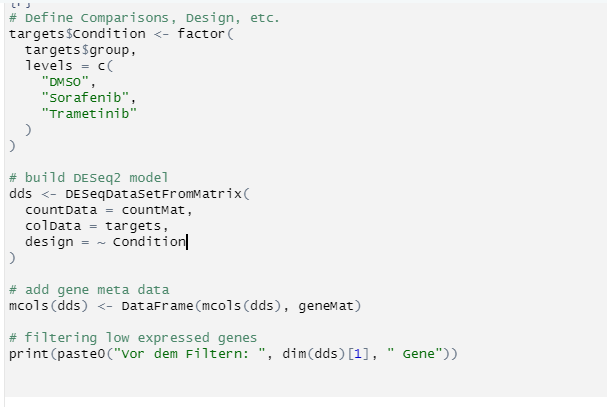 # Define Comparisons, Design, etc.
targets$Condition <- factor(
  targets$group,
  levels = c(
    "DMSO",
    "Sorafenib",
    "Trametinib"
  )
)
# build DESeq2 model
dds <- DESeqDataSetFromMatrix(
  countData = countMat,
  colData = targets,
  design = ~ Condition
)
# add gene meta data
mcols(dds) <- DataFrame(mcols(dds), geneMat)
# filtering low expressed genes
print(paste0("Vor dem Filtern: ", dim(dds)[1], " Gene"))